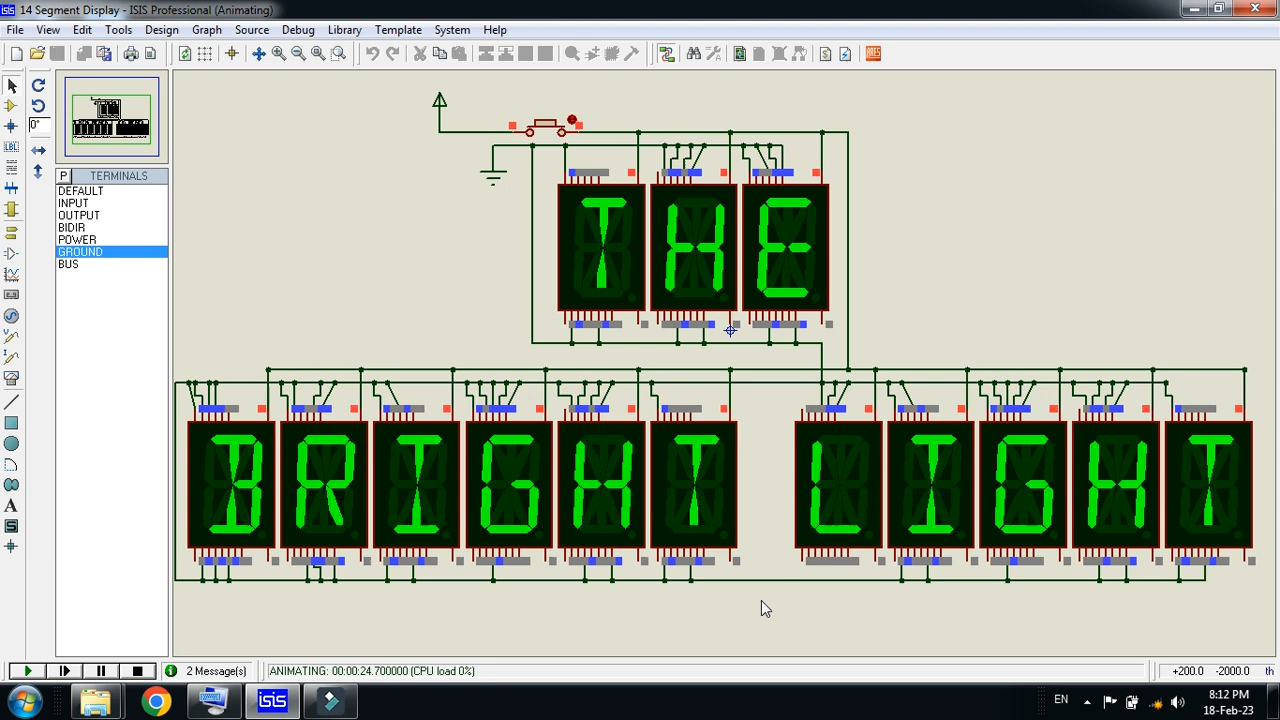 14 Segment Display - ISIS Professional (Animating)
File View Edit Tools Design Graph Source Debug Library Template System Help
0°
P TERMINALS
DEFAULT
INPUT
OUTPUT
BIDIR
POWER
GROUND
BUS
THE
BRIGHT LIGHT
2 Message(s) ANIMATING: 00:00:24.700000 (CPU load 0%) +200.0 -2000.0 th
EN 8:12 PM
18-Feb-23